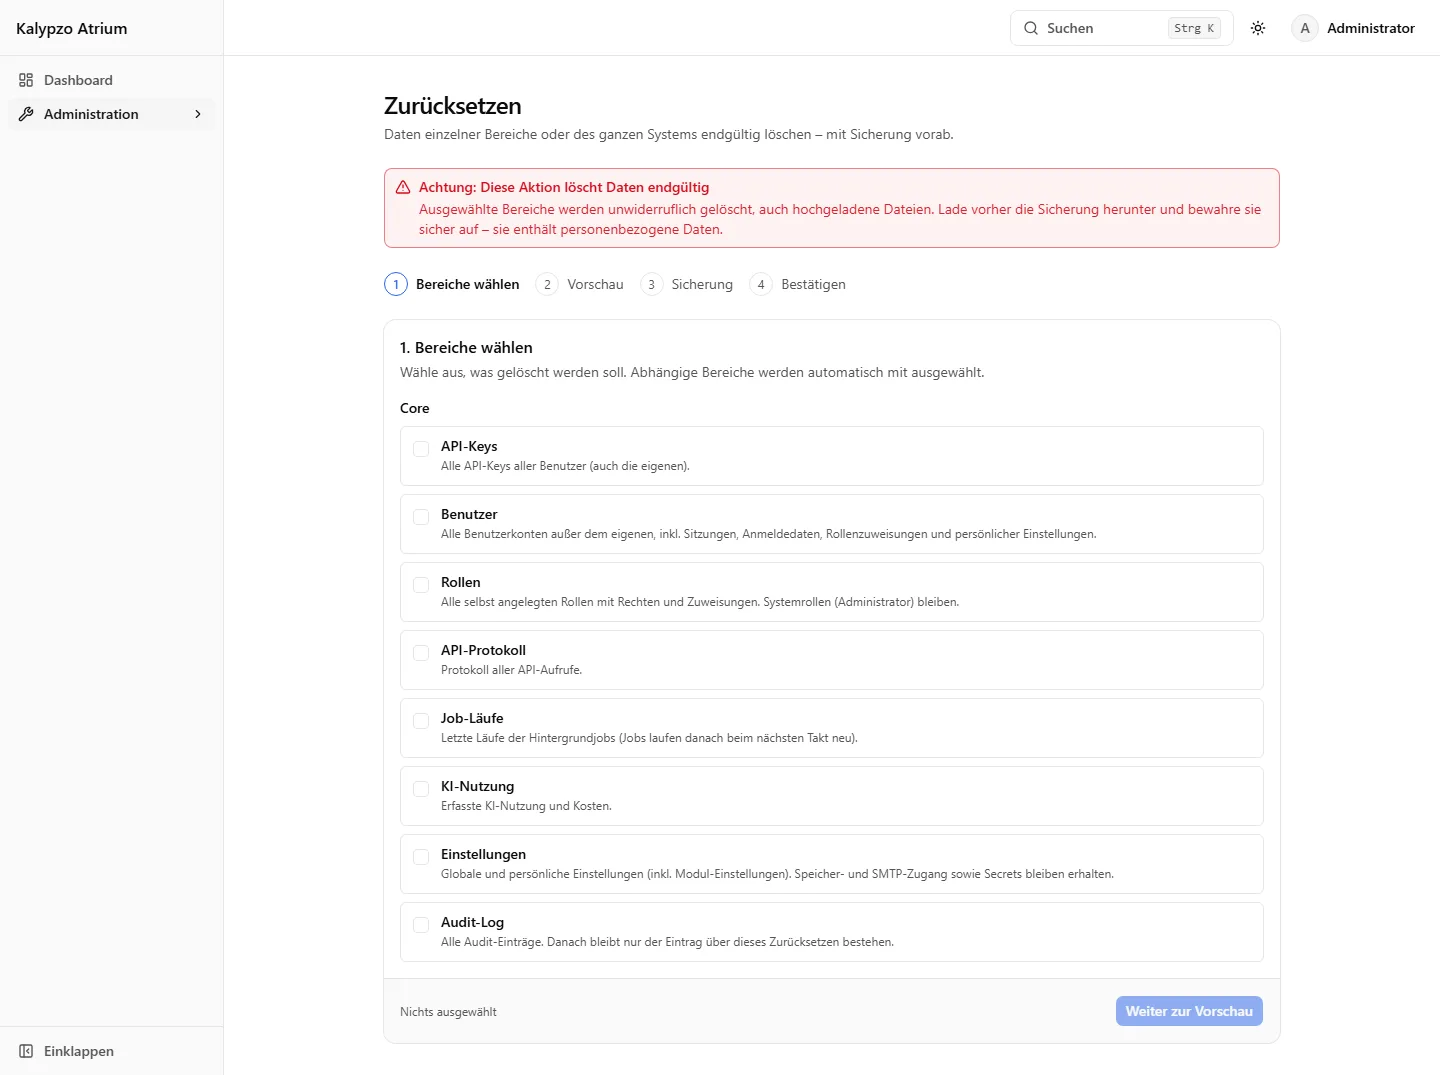 Kalypzo Atrium
Suchen
Strg K
A
Administrator
Dashboard
Administration
Zurücksetzen
Daten einzelner Bereiche oder des ganzen Systems endgültig löschen – mit Sicherung vorab.
Achtung: Diese Aktion löscht Daten endgültig
Ausgewählte Bereiche werden unwiderruflich gelöscht, auch hochgeladene Dateien. Lade vorher die Sicherung herunter und bewahre sie
sicher auf – sie enthält personenbezogene Daten.
1 Bereiche wählen 2 Vorschau 3 Sicherung 4 Bestätigen
1. Bereiche wählen
Wähle aus, was gelöscht werden soll. Abhängige Bereiche werden automatisch mit ausgewählt.
Core
API-Keys
Alle API-Keys aller Benutzer (auch die eigenen).
Benutzer
Alle Benutzerkonten außer dem eigenen, inkl. Sitzungen, Anmeldedaten, Rollenzuweisungen und persönlicher Einstellungen.
Rollen
Alle selbst angelegten Rollen mit Rechten und Zuweisungen. Systemrollen (Administrator) bleiben.
API-Protokoll
Protokoll aller API-Aufrufe.
Job-Läufe
Letzte Läufe der Hintergrundjobs (Jobs laufen danach beim nächsten Takt neu).
KI-Nutzung
Erfasste KI-Nutzung und Kosten.
Einstellungen
Globale und persönliche Einstellungen (inkl. Modul-Einstellungen). Speicher- und SMTP-Zugang sowie Secrets bleiben erhalten.
Audit-Log
Alle Audit-Einträge. Danach bleibt nur der Eintrag über dieses Zurücksetzen bestehen.
Nichts ausgewählt
Weiter zur Vorschau
Einklappen